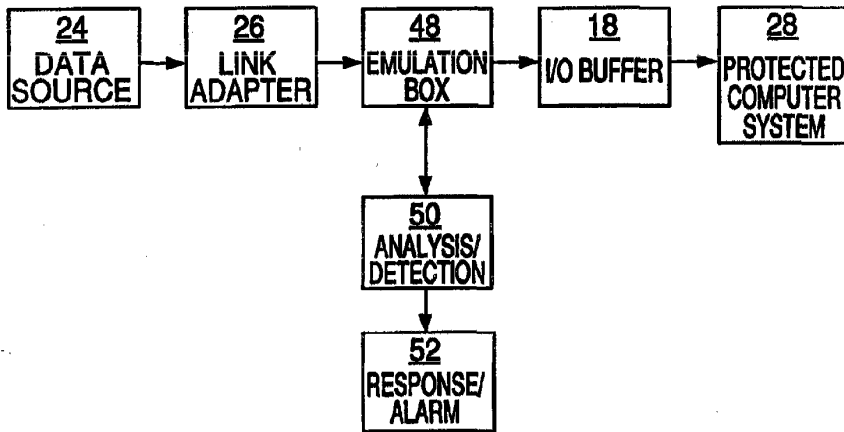 24
DATA
SOURCE
26
LINK
ADAPTER
48
EMULATION
BOX
18
I/O BUFFER
28
PROTECTED
COMPUTER
SYSTEM
50
ANALYSIS/
DETECTION
52
RESPONSE/
ALARM